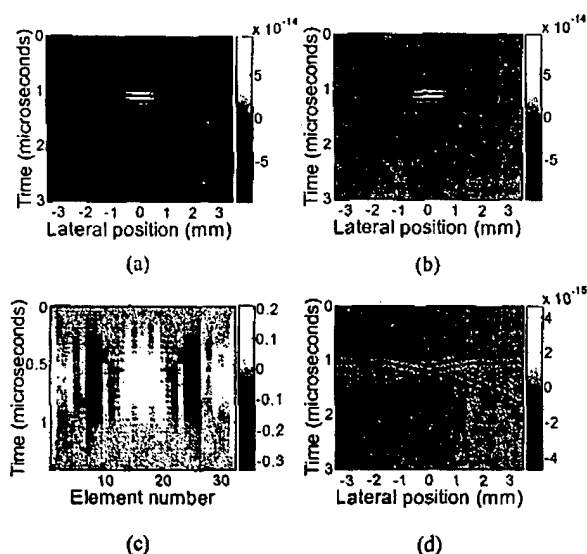 x 10⁻¹⁴
0
1
2
3
Time (microseconds)
5
0
-5
-3 -2 -1 0 1 2 3
Lateral position (mm)
(a)
x 10⁻¹⁴
0
1
2
3
Time (microseconds)
5
0
-5
-3 -2 -1 0 1 2 3
Lateral position (mm)
(b)
0
0.5
1
Time (microseconds)
0.2
0.1
0
-0.1
-0.2
-0.3
10 20 30
Element number
(c)
x 10⁻¹⁵
0
1
2
3
Time (microseconds)
4
2
0
-2
-4
-3 -2 -1 0 1 2 3
Lateral position (mm)
(d)